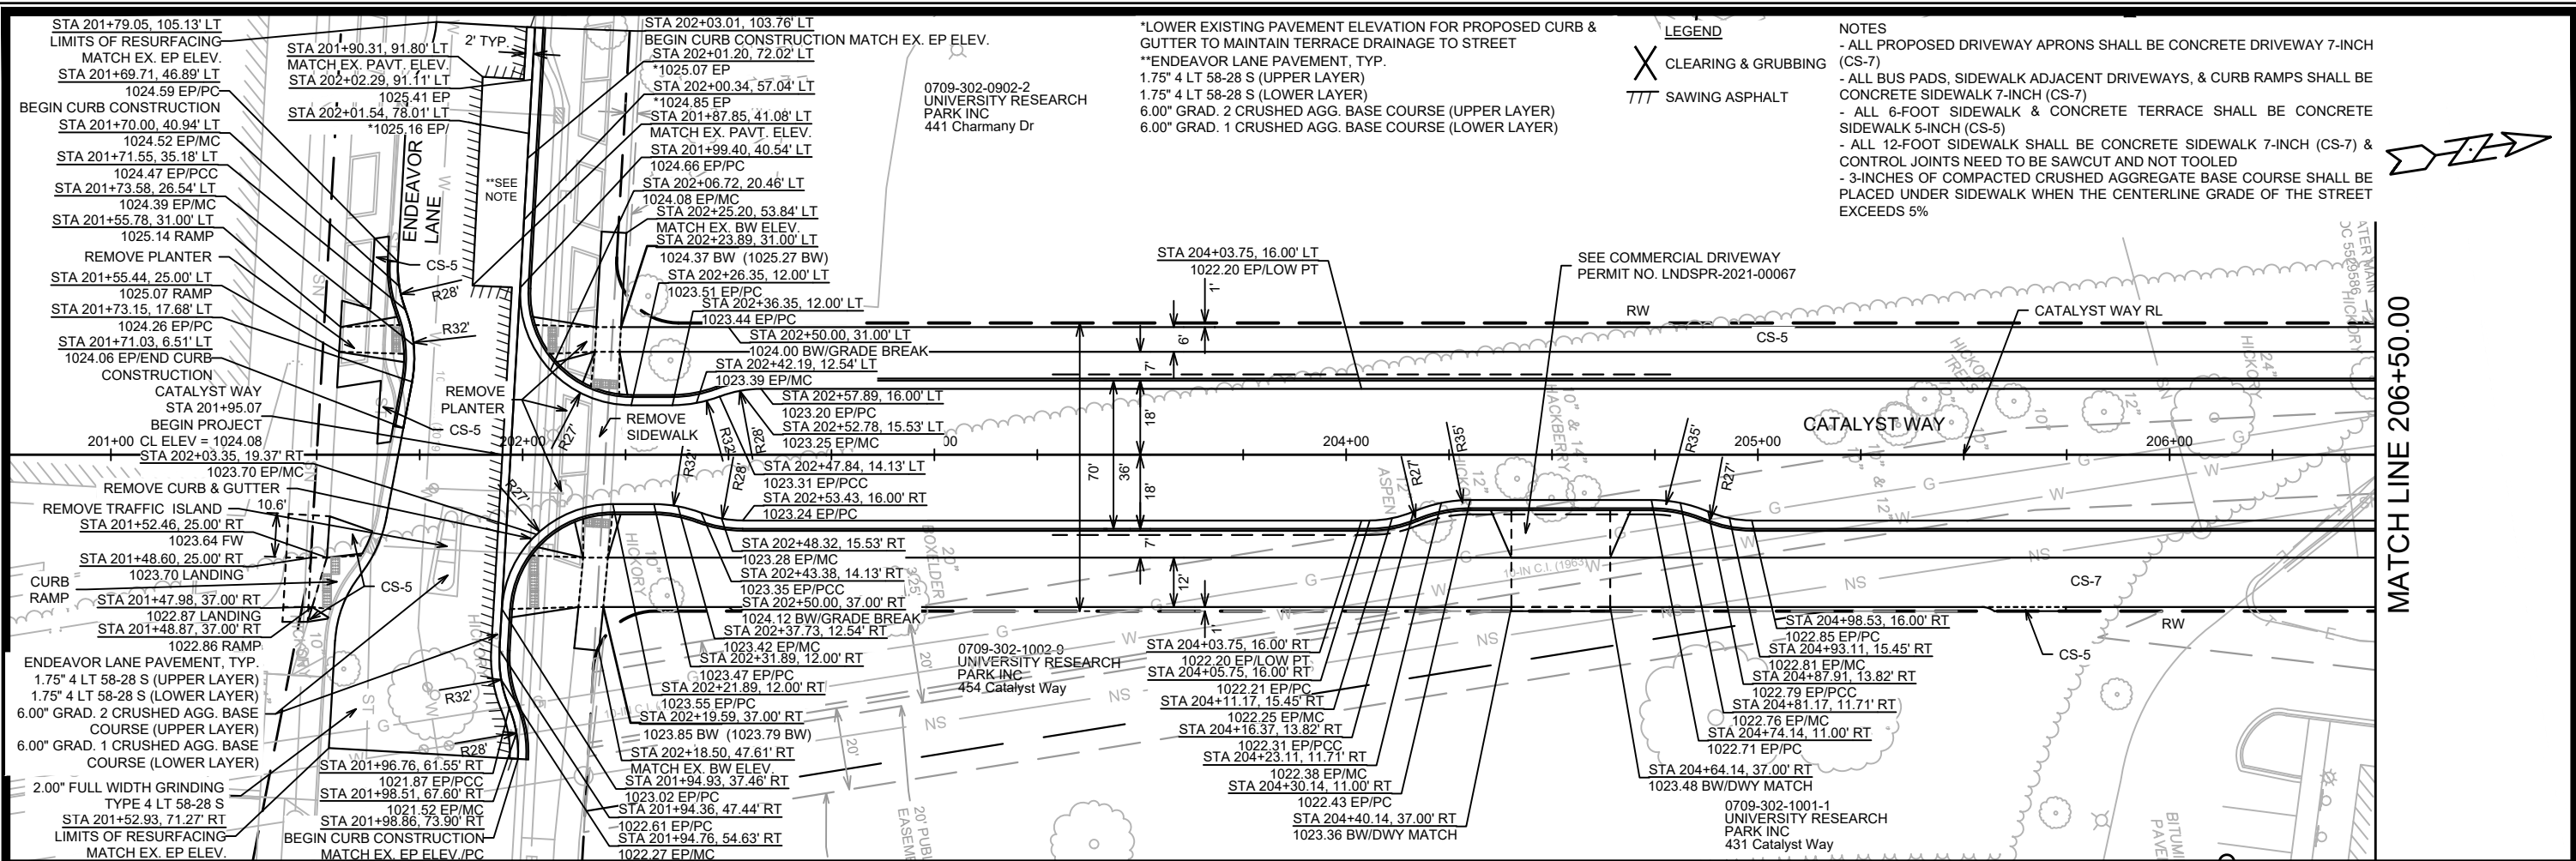 STA 201+79.05, 105.13' LT
LIMITS OF RESURFACING
MATCH EX. EP ELEV.
STA 201+69.71, 46.89' LT
1024.59 EP/PC
BEGIN CURB CONSTRUCTION
STA 201+70.00, 40.94' LT
1024.52 EP/MC
STA 201+71.55, 35.18' LT
1024.47 EP/PCC
STA 201+73.58, 26.54' LT
1024.39 EP/MC
STA 201+55.78, 31.00' LT
1025.14 RAMP
REMOVE PLANTER
STA 201+55.44, 25.00' LT
1025.07 RAMP
STA 201+73.15, 17.68' LT
1024.26 EP/PC
STA 201+71.03, 6.51' LT
1024.06 EP/END CURB
CONSTRUCTION
CATALYST WAY
STA 201+95.07
BEGIN PROJECT
201+00 CL ELEV = 1024.08
STA 202+03.35, 19.37' RT
1023.70 EP/MC
REMOVE CURB & GUTTER
REMOVE TRAFFIC ISLAND
10.6'
STA 201+52.46, 25.00' RT
1023.64 FW
STA 201+48.60, 25.00' RT
1023.70 LANDING
CURB
RAMP
STA 201+47.98, 37.00' RT
1022.87 LANDING
STA 201+48.87, 37.00' RT
1022.86 RAMP
ENDEAVOR LANE PAVEMENT, TYP.
1.75" 4 LT 58-28 S (UPPER LAYER)
1.75" 4 LT 58-28 S (LOWER LAYER)
6.00" GRAD. 2 CRUSHED AGG. BASE
COURSE (UPPER LAYER)
6.00" GRAD. 1 CRUSHED AGG. BASE
COURSE (LOWER LAYER)
2.00" FULL WIDTH GRINDING
TYPE 4 LT 58-28 S
STA 201+52.93, 71.27' RT
LIMITS OF RESURFACING
MATCH EX. EP ELEV.
STA 201+90.31, 91.80' LT
MATCH EX. PAVT. ELEV.
STA 202+02.29, 91.11' LT
1025.41 EP
STA 202+01.54, 78.01' LT
*1025.16 EP/
2' TYP.
ENDEAVOR
LANE
**SEE
NOTE
CS-5
R28'
R32'
REMOVE
PLANTER
CS-5
202+00
R27'
REMOVE
SIDEWALK
R27'
CS-5
R32'
R28'
STA 201+96.76, 61.55' RT
1021.87 EP/PCC
STA 201+98.51, 67.60' RT
1021.52 EP/MC
STA 201+98.86, 73.90' RT
BEGIN CURB CONSTRUCTION
MATCH EX. EP ELEV./PC
STA 202+03.01, 103.76' LT
BEGIN CURB CONSTRUCTION MATCH EX. EP ELEV.
STA 202+01.20, 72.02' LT
*1025.07 EP
STA 202+00.34, 57.04' LT
*1024.85 EP
STA 201+87.85, 41.08' LT
MATCH EX. PAVT. ELEV.
STA 201+99.40, 40.54' LT
1024.66 EP/PC
STA 202+06.72, 20.46' LT
1024.08 EP/MC
STA 202+25.20, 53.84' LT
MATCH EX. BW ELEV.
STA 202+23.89, 31.00' LT
1024.37 BW (1025.27 BW)
STA 202+26.35, 12.00' LT
1023.51 EP/PC
STA 202+36.35, 12.00' LT
1023.44 EP/PC
STA 202+50.00, 31.00' LT
1024.00 BW/GRADE BREAK
STA 202+42.19, 12.54' LT
1023.39 EP/MC
STA 202+57.89, 16.00' LT
1023.20 EP/PC
STA 202+52.78, 15.53' LT
1023.25 EP/MC
R32'
R28'
R32'
R28'
STA 202+47.84, 14.13' LT
1023.31 EP/PCC
STA 202+53.43, 16.00' RT
1023.24 EP/PC
STA 202+48.32, 15.53' RT
1023.28 EP/MC
STA 202+43.38, 14.13' RT
1023.35 EP/PCC
STA 202+50.00, 37.00' RT
1024.12 BW/GRADE BREAK
STA 202+37.73, 12.54' RT
1023.42 EP/MC
STA 202+31.89, 12.00' RT
1023.47 EP/PC
STA 202+21.89, 12.00' RT
1023.55 EP/PC
STA 202+19.59, 37.00' RT
1023.85 BW (1023.79 BW)
STA 202+18.50, 47.61' RT
MATCH EX. BW ELEV.
STA 201+94.93, 37.46' RT
1023.02 EP/PC
STA 201+94.36, 47.44' RT
1022.61 EP/PC
STA 201+94.76, 54.63' RT
1022.27 EP/MC
HICKORY
10"
BOXELDER
20"
20'
20'
0709-302-0902-2
UNIVERSITY RESEARCH
PARK INC
441 Charmany Dr
0709-302-1002-9
UNIVERSITY RESEARCH
PARK INC
454 Catalyst Way
*LOWER EXISTING PAVEMENT ELEVATION FOR PROPOSED CURB &
GUTTER TO MAINTAIN TERRACE DRAINAGE TO STREET
**ENDEAVOR LANE PAVEMENT, TYP.
1.75" 4 LT 58-28 S (UPPER LAYER)
1.75" 4 LT 58-28 S (LOWER LAYER)
6.00" GRAD. 2 CRUSHED AGG. BASE COURSE (UPPER LAYER)
6.00" GRAD. 1 CRUSHED AGG. BASE COURSE (LOWER LAYER)
LEGEND
CLEARING & GRUBBING
SAWING ASPHALT
NOTES
- ALL PROPOSED DRIVEWAY APRONS SHALL BE CONCRETE DRIVEWAY 7-INCH
(CS-7)
- ALL BUS PADS, SIDEWALK ADJACENT DRIVEWAYS, & CURB RAMPS SHALL BE
CONCRETE SIDEWALK 7-INCH (CS-7)
- ALL 6-FOOT SIDEWALK & CONCRETE TERRACE SHALL BE CONCRETE
SIDEWALK 5-INCH (CS-5)
- ALL 12-FOOT SIDEWALK SHALL BE CONCRETE SIDEWALK 7-INCH (CS-7) &
CONTROL JOINTS NEED TO BE SAWCUT AND NOT TOOLED
- 3-INCHES OF COMPACTED CRUSHED AGGREGATE BASE COURSE SHALL BE
PLACED UNDER SIDEWALK WHEN THE CENTERLINE GRADE OF THE STREET
EXCEEDS 5%
STA 204+03.75, 16.00' LT
1022.20 EP/LOW PT
SEE COMMERCIAL DRIVEWAY
PERMIT NO. LNDSPR-2021-00067
1'
6'
7'
18'
70'
36'
18'
7'
12'
1'
RW
CS-5
CATALYST WAY RL
CATALYST WAY
204+00
205+00
206+00
R27'
R35'
R35'
R27'
ASPEN
12"
HACKBERRY
10" & 14"
HICKORY
24"
CS-7
RW
CS-5
STA 204+03.75, 16.00' RT
1022.20 EP/LOW PT
STA 204+05.75, 16.00' RT
1022.21 EP/PC
STA 204+11.17, 15.45' RT
1022.25 EP/MC
STA 204+16.37, 13.82' RT
1022.31 EP/PCC
STA 204+23.11, 11.71' RT
1022.38 EP/MC
STA 204+30.14, 11.00' RT
1022.43 EP/PC
STA 204+40.14, 37.00' RT
1023.36 BW/DWY MATCH
STA 204+98.53, 16.00' RT
1022.85 EP/PC
STA 204+93.11, 15.45' RT
1022.81 EP/MC
STA 204+87.91, 13.82' RT
1022.79 EP/PCC
STA 204+81.17, 11.71' RT
1022.76 EP/MC
STA 204+74.14, 11.00' RT
1022.71 EP/PC
STA 204+64.14, 37.00' RT
1023.48 BW/DWY MATCH
0709-302-1001-1
UNIVERSITY RESEARCH
PARK INC
431 Catalyst Way
MATCH LINE 206+50.00